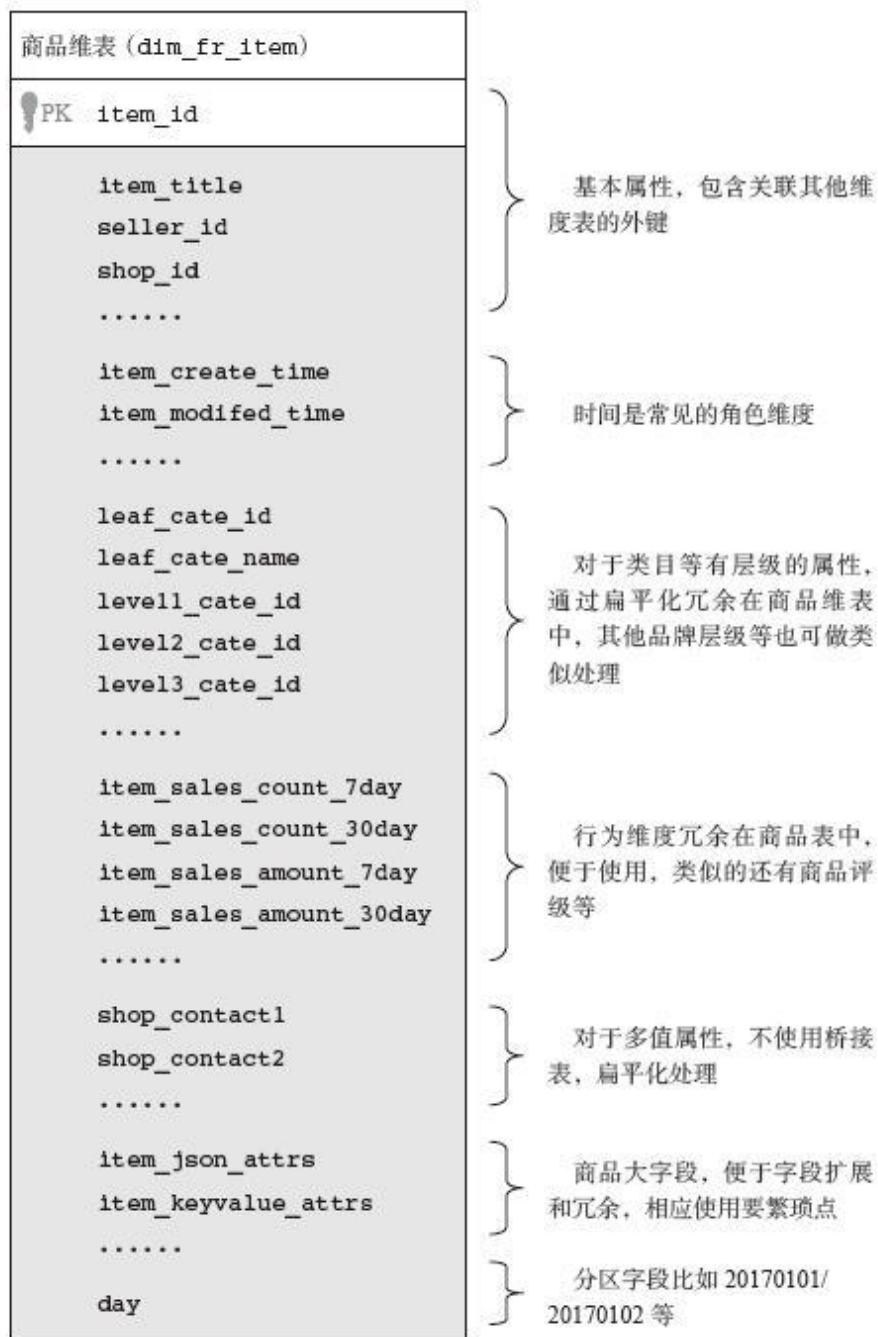 商品维表（dim_fr_item）
PK item_id
item_title
seller_id
shop_id
......
基本属性，包含关联其他维
度表的外键
item_create_time
item_modifed_time
......
时间是常见的角色维度
leaf_cate_id
leaf_cate_name
level1_cate_id
level2_cate_id
level3_cate_id
......
对于类目等有层级的属性，
通过扁平化冗余在商品维表
中，其他品牌层级等也可做类
似处理
item_sales_count_7day
item_sales_count_30day
item_sales_amount_7day
item_sales_amount_30day
......
行为维度冗余在商品表中，
便于使用，类似的还有商品评
级等
shop_contact1
shop_contact2
......
对于多值属性，不使用桥接
表，扁平化处理
item_json_attrs
item_keyvalue_attrs
......
商品大字段，便于字段扩展
和冗余，相应使用要繁琐点
day
分区字段比如 20170101/
20170102 等